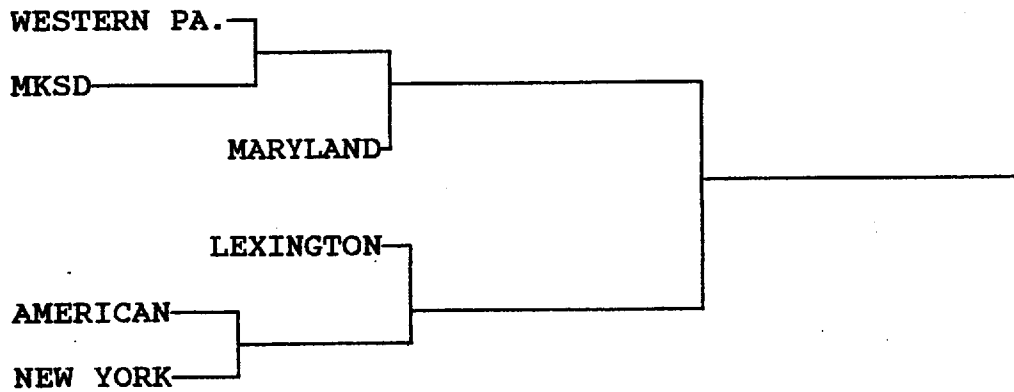 WESTERN PA.
MKSD
MARYLAND
LEXINGTON
AMERICAN
NEW YORK